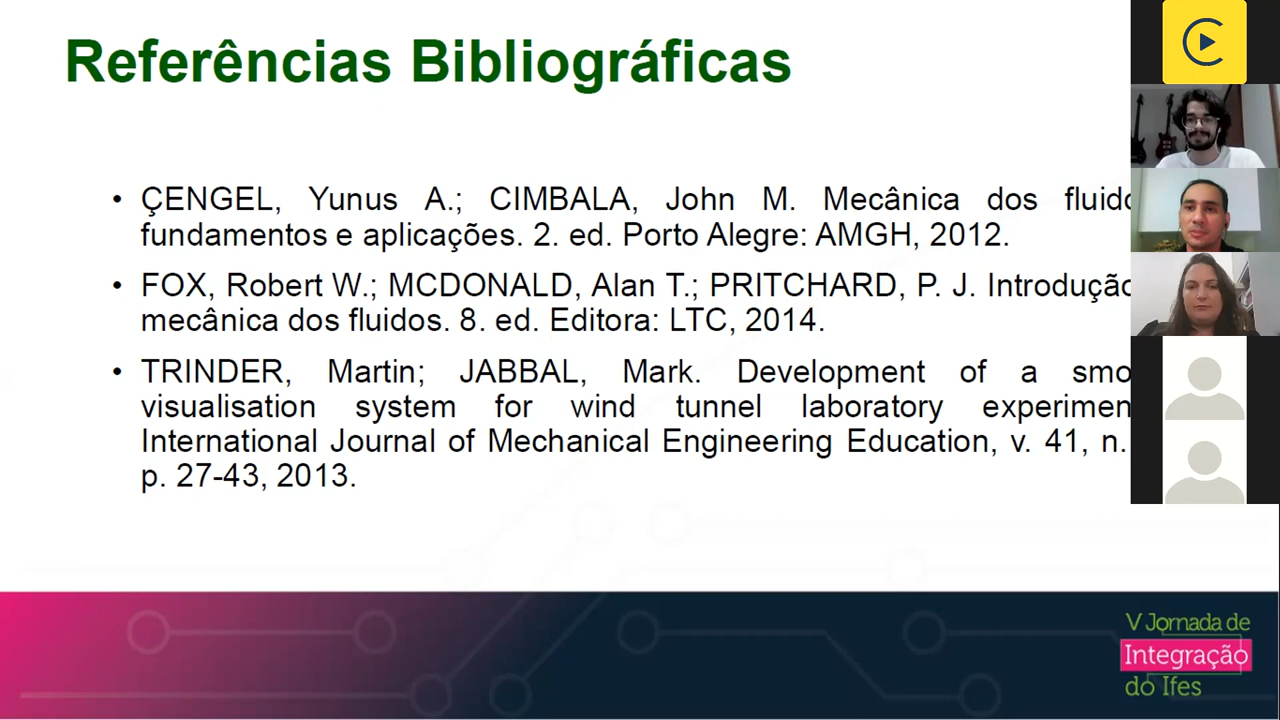 Referências Bibliográficas
• ÇENGEL, Yunus A.; CIMBALA, John M. Mecânica dos
fundamentos e aplicações. 2. ed. Porto Alegre: AMGH, 2012.
• FOX, Robert W.; MCDONALD, Alan T.; PRITCHARD, P. J. Introdução
mecânica dos fluidos. 8. ed. Editora: LTC, 2014.
• TRINDER, Martin; JABBAL, Mark. Development of a
visualisation system for wind tunnel laboratory
International Journal of Mechanical Engineering Education, v. 41, n.
p. 27-43, 2013.
V Jornada de
Integração
do Ifes